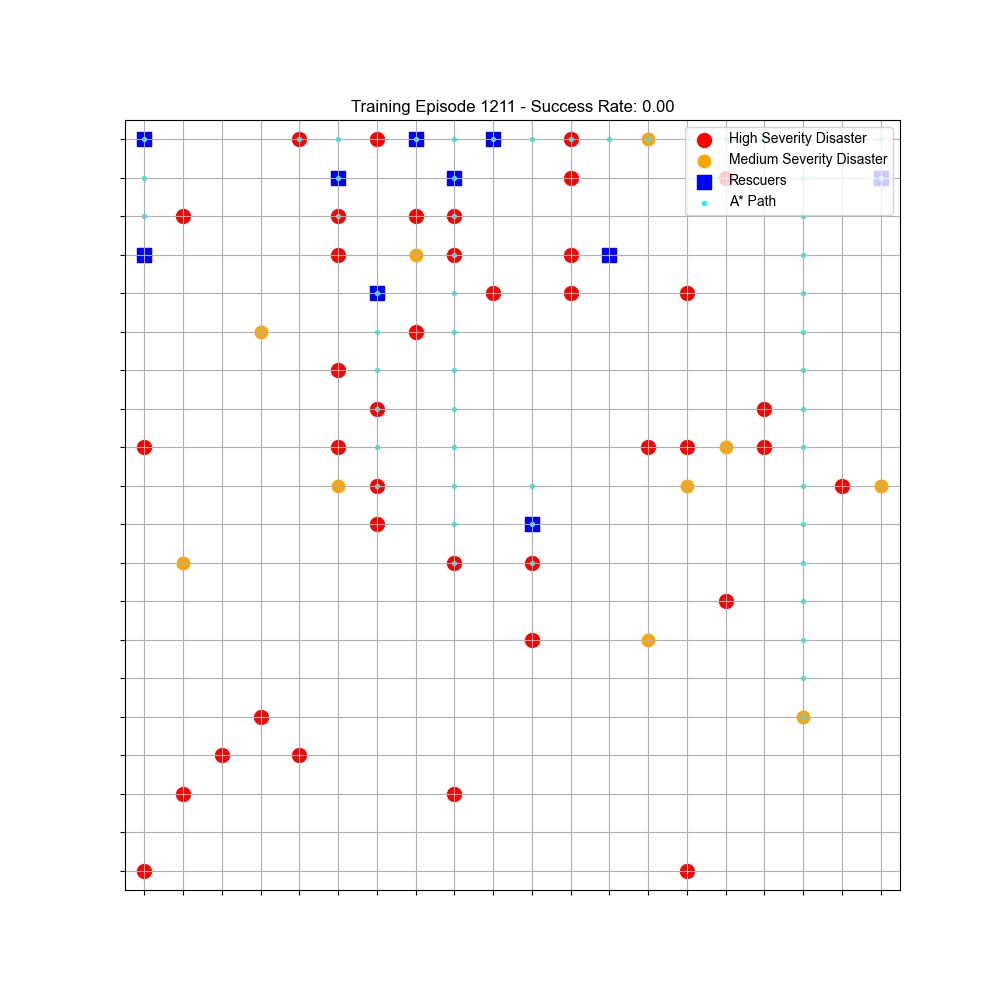 Training Episode 1211 - Success Rate: 0.00
High Severity Disaster
Medium Severity Disaster
Rescuers
A* Path